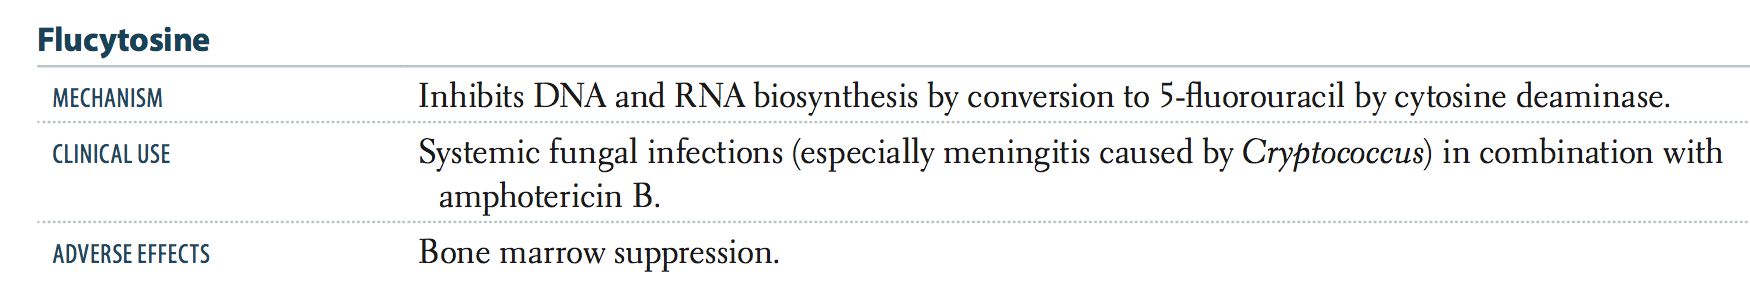 Flucytosine
MECHANISM Inhibits DNA and RNA biosynthesis by conversion to 5-fluorouracil by cytosine deaminase.
CLINICAL USE Systemic fungal infections (especially meningitis caused by Cryptococcus) in combination with
amphotericin B.
ADVERSE EFFECTS Bone marrow suppression.